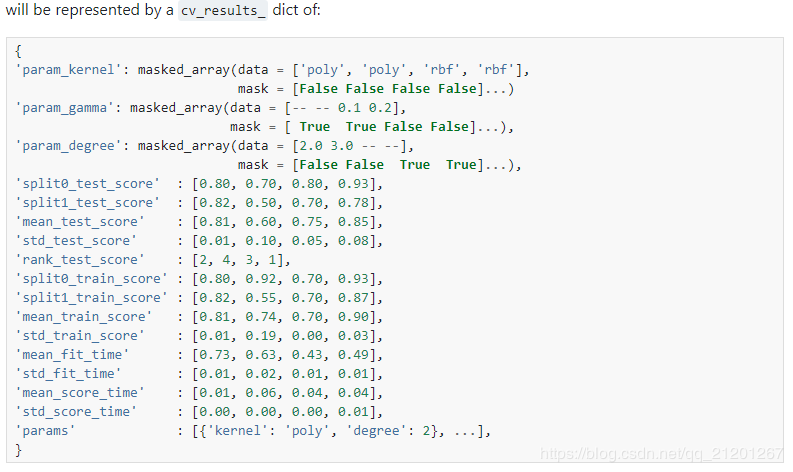 will be represented by a cv_results_ dict of:
{
'param_kernel': masked_array(data = ['poly', 'poly', 'rbf', 'rbf'],
                             mask = [False False False False]...)
'param_gamma': masked_array(data = [-- -- 0.1 0.2],
                            mask = [ True  True False False]...),
'param_degree': masked_array(data = [2.0 3.0 -- --],
                             mask = [False False  True  True]...),
'split0_test_score'  : [0.80, 0.70, 0.80, 0.93],
'split1_test_score'  : [0.82, 0.50, 0.70, 0.78],
'mean_test_score'    : [0.81, 0.60, 0.75, 0.85],
'std_test_score'     : [0.01, 0.10, 0.05, 0.08],
'rank_test_score'    : [2, 4, 3, 1],
'split0_train_score' : [0.80, 0.92, 0.70, 0.93],
'split1_train_score' : [0.82, 0.55, 0.70, 0.87],
'mean_train_score'   : [0.81, 0.74, 0.70, 0.90],
'std_train_score'    : [0.01, 0.19, 0.00, 0.03],
'mean_fit_time'      : [0.73, 0.63, 0.43, 0.49],
'std_fit_time'       : [0.01, 0.02, 0.01, 0.01],
'mean_score_time'    : [0.01, 0.06, 0.04, 0.04],
'std_score_time'     : [0.00, 0.00, 0.00, 0.01],
'params'             : [{'kernel': 'poly', 'degree': 2}, ...],
}
https://blog.csdn.net/qq_21201267